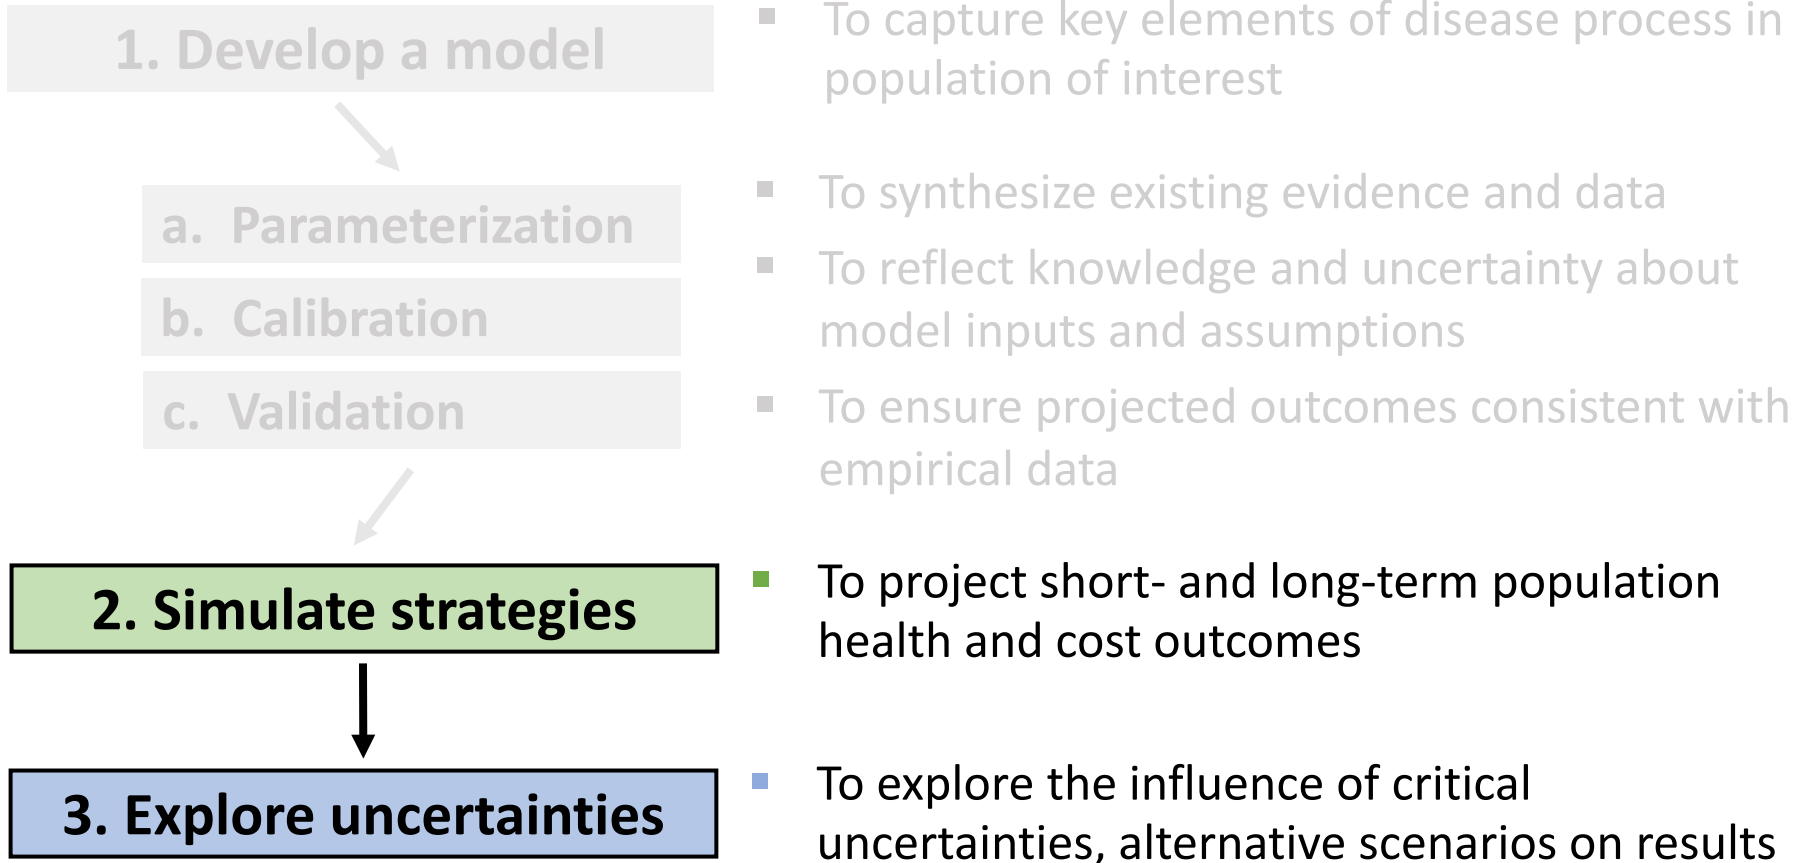 1. Develop a model
▪ To capture key elements of disease process in
population of interest
a. Parameterization
▪ To synthesize existing evidence and data
b. Calibration
▪ To reflect knowledge and uncertainty about
model inputs and assumptions
c. Validation
▪ To ensure projected outcomes consistent with
empirical data
2. Simulate strategies
▪ To project short- and long-term population
health and cost outcomes
3. Explore uncertainties
▪ To explore the influence of critical
uncertainties, alternative scenarios on results